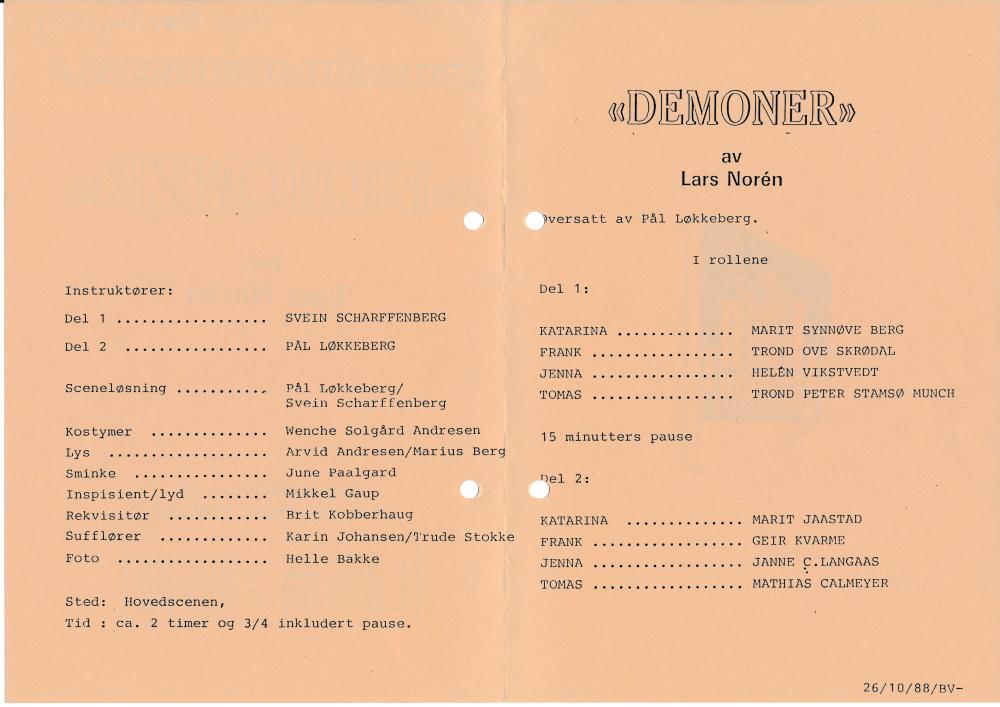 Instruktører:
Del 1 .................. SVEIN SCHARFFENBERG
Del 2 ................. PÅL LØKKEBERG
Sceneløsning ........... Pål Løkkeberg/
Svein Scharffenberg
Kostymer .............. Wenche Solgård Andresen
Lys ................... Arvid Andresen/Marius Berg
Sminke ................ June Paalgard
Inspisient/lyd ........ Mikkel Gaup
Rekvisitør ............ Brit Kobberhaug
Sufflører ............. Karin Johansen/Trude Stokke
Foto .................. Helle Bakke
Sted: Hovedscenen,
Tid : ca. 2 timer og 3/4 inkludert pause.
«DEMONER»
av
Lars Norén
Oversatt av Pål Løkkeberg.
I rollene
Del 1:
KATARINA .............. MARIT SYNNØVE BERG
FRANK ................. TROND OVE SKRØDAL
JENNA ................. HELÉN VIKSTVEDT
TOMAS ................. TROND PETER STAMSØ MUNCH
15 minutters pause
Del 2:
KATARINA .............. MARIT JAASTAD
FRANK .................. GEIR KVARME
JENNA .................. JANNE C.LANGAAS
TOMAS .................. MATHIAS CALMEYER
26/10/88/BV-